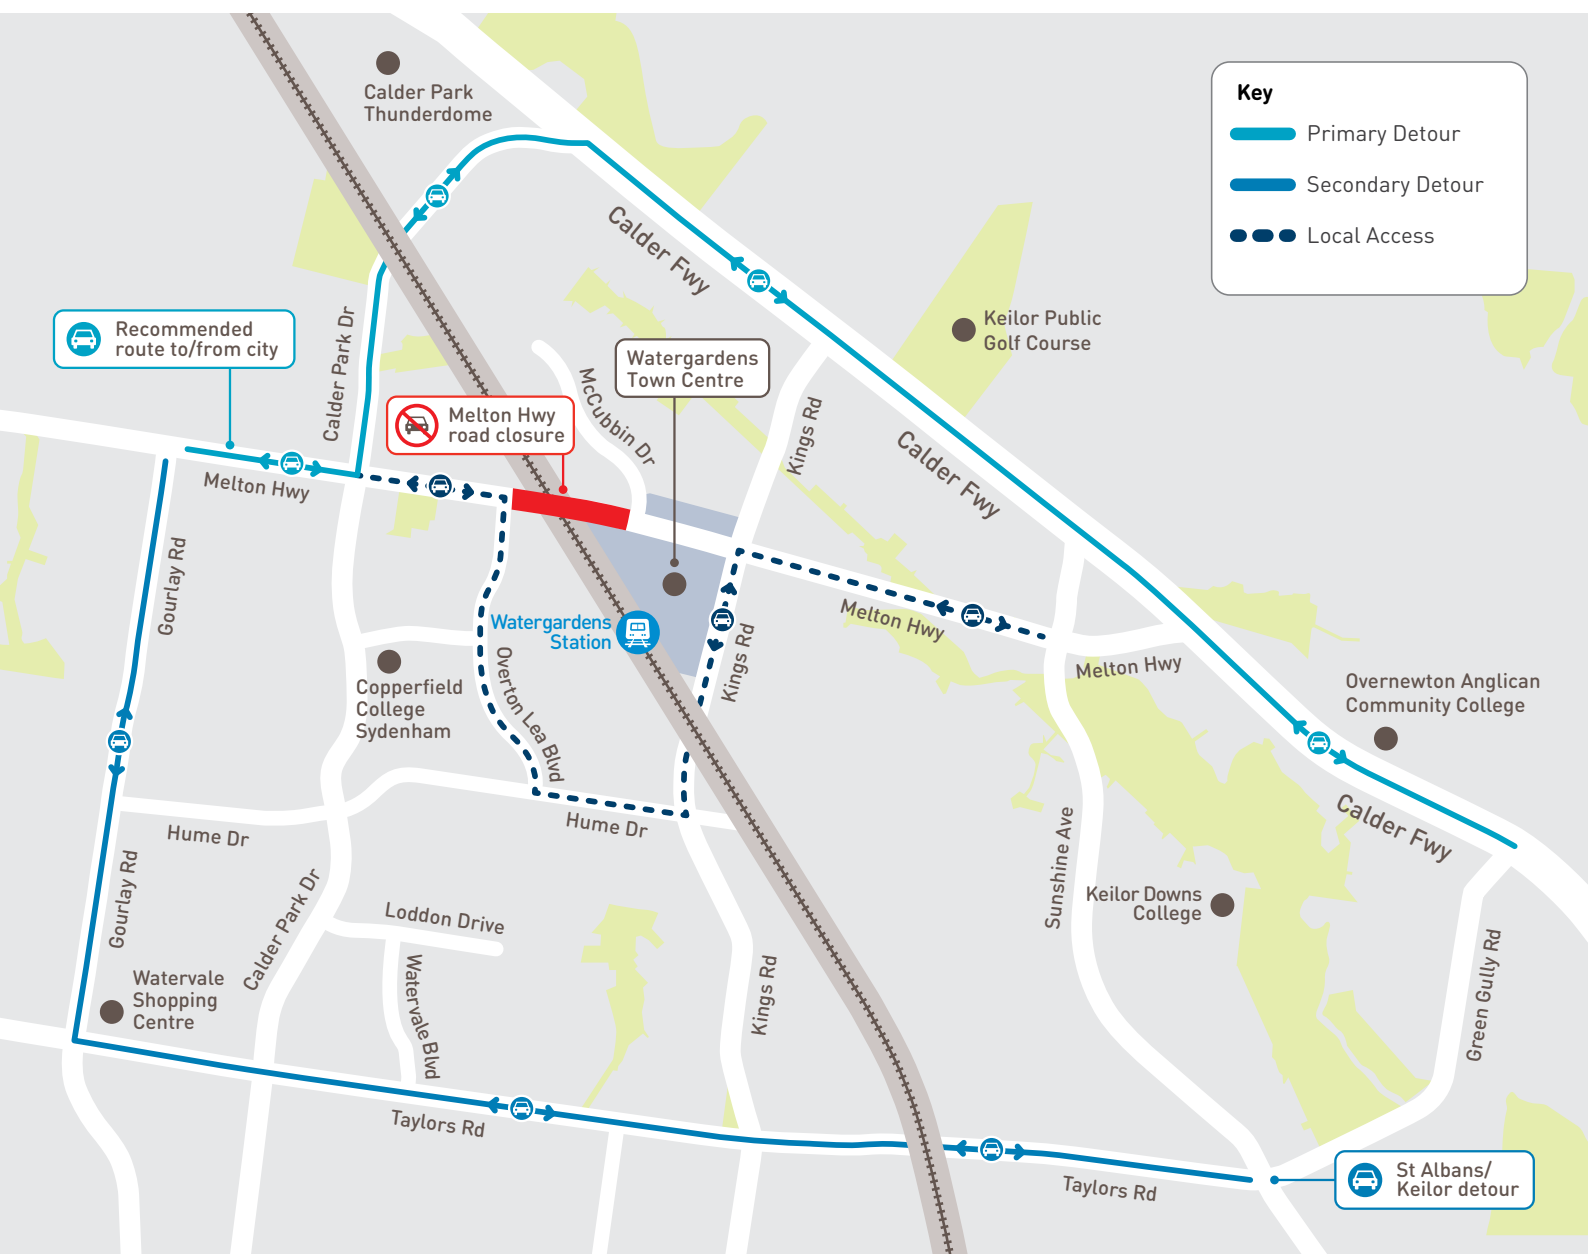 Calder Park
Thunderdome
Key
Primary Detour
Secondary Detour
Local Access
Calder Fwy
Keilor Public
Golf Course
Recommended
route to/from city
Calder Park Dr
Watergardens
Town Centre
McCubbin Dr
Melton Hwy
road closure
Kings Rd
Calder Fwy
Melton Hwy
Gourlay Rd
Watergardens
Station
Melton Hwy
Kings Rd
Melton Hwy
Overton Lea Blvd
Copperfield
College
Sydenham
Overnewton Anglican
Community College
Hume Dr
Hume Dr
Calder Fwy
Sunshine Ave
Gourlay Rd
Calder Park Dr
Loddon Drive
Keilor Downs
College
Watervale
Shopping
Centre
Watervale Blvd
Kings Rd
Green Gully Rd
Taylors Rd
Taylors Rd
St Albans/
Keilor detour